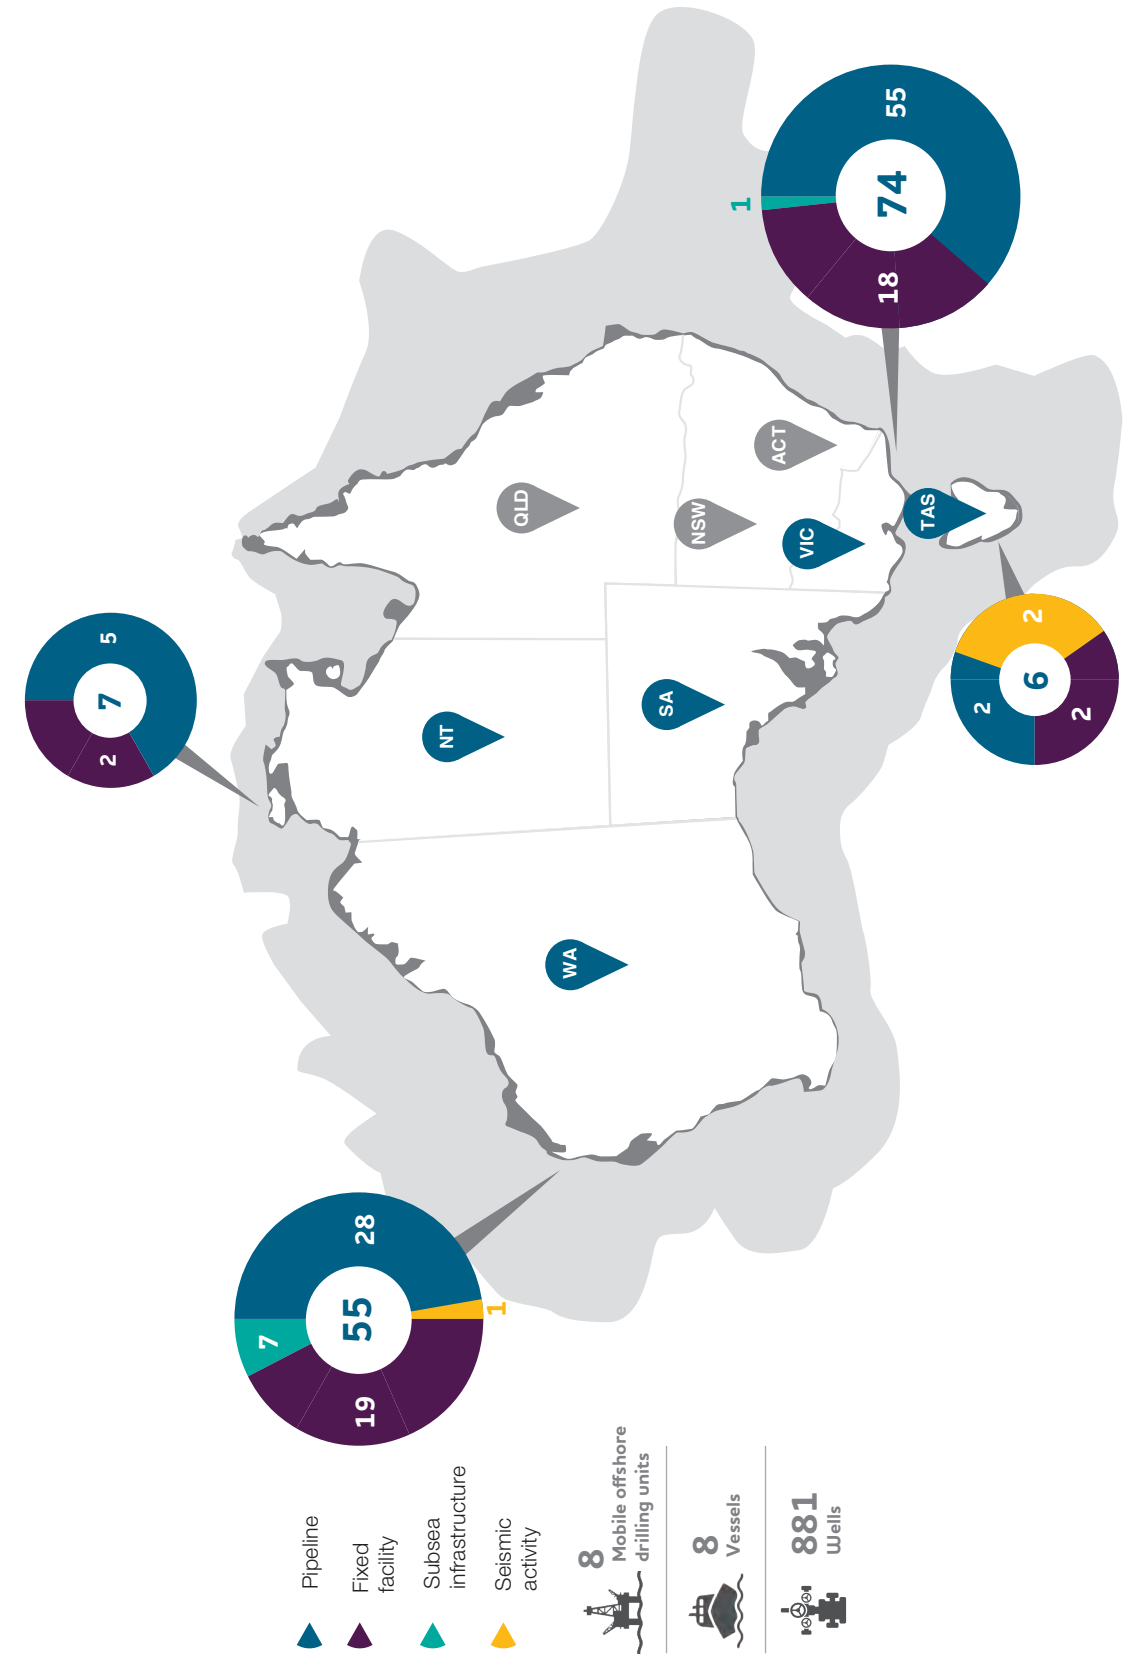 2
7
5
7
19
55
28
1
Pipeline
Fixed
facility
Subsea
infrastructure
Seismic
activity
8
Mobile offshore
drilling units
8
Vessels
881
Wells
NT
QLD
WA
SA
NSW
ACT
VIC
TAS
1
18
74
55
2
6
2
2